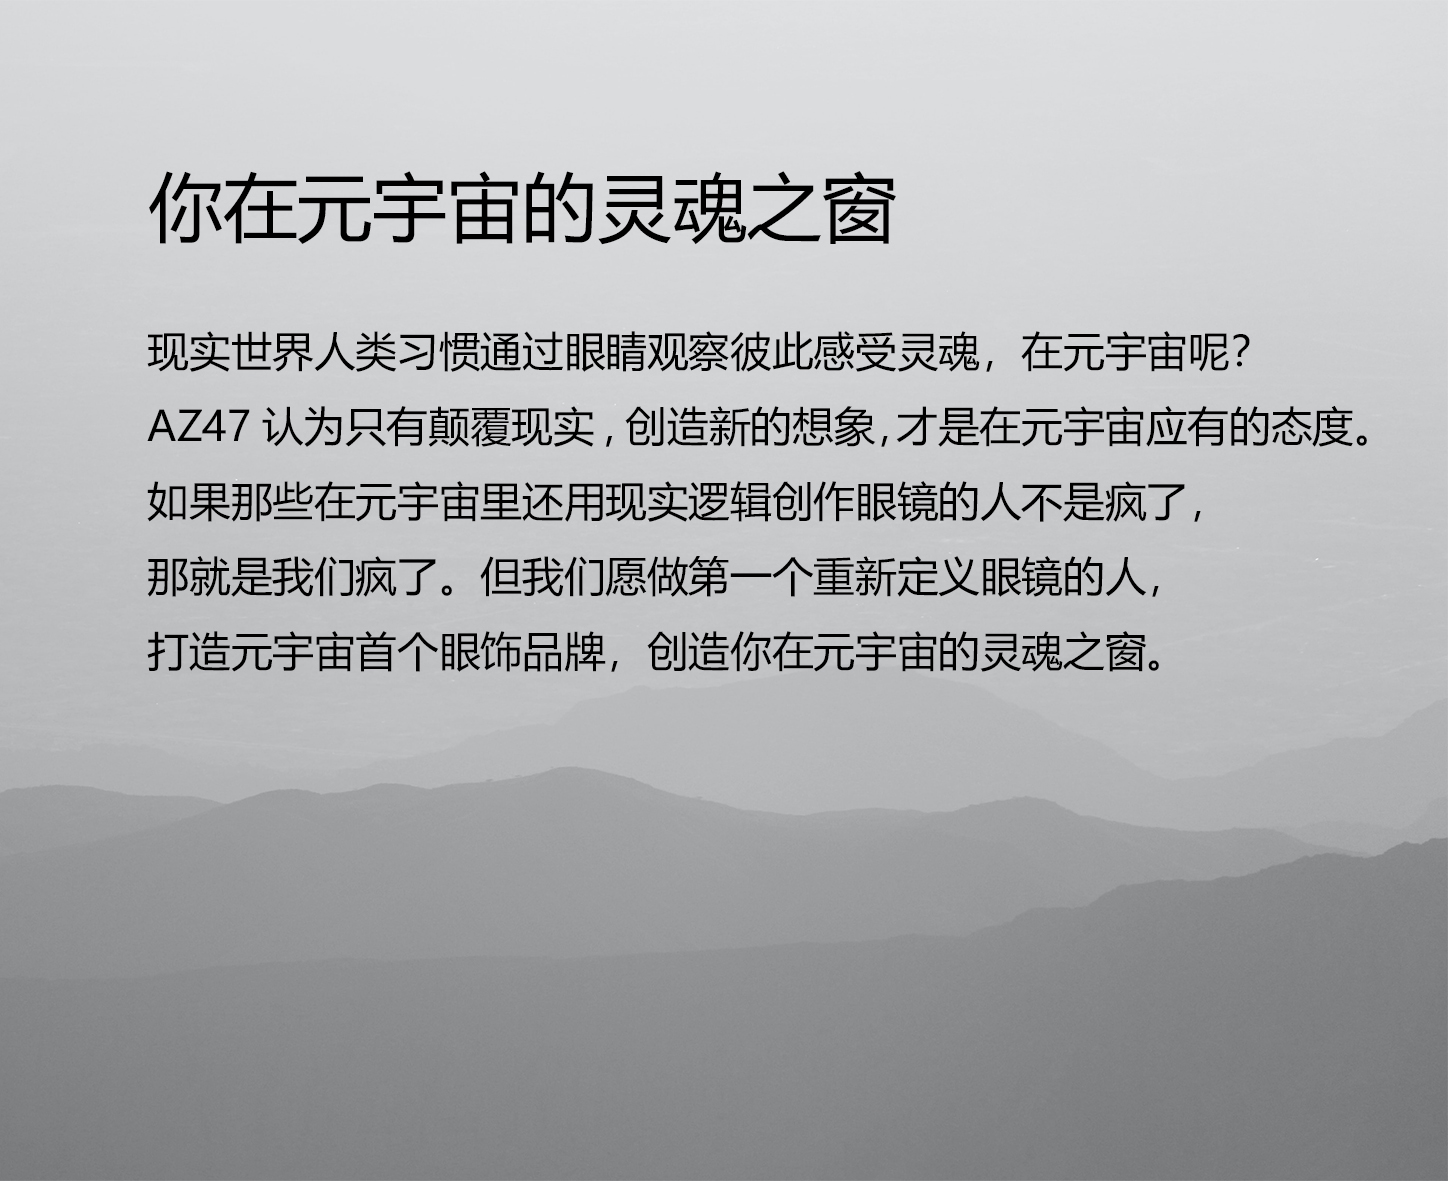 你在元宇宙的灵魂之窗
现实世界人类习惯通过眼睛观察彼此感受灵魂，在元宇宙呢？
AZ47 认为只有颠覆现实，创造新的想象，才是在元宇宙应有的态度。
如果那些在元宇宙里还用现实逻辑创作眼镜的人不是疯了，
那就是我们疯了。但我们愿做第一个重新定义眼镜的人，
打造元宇宙首个眼饰品牌，创造你在元宇宙的灵魂之窗。